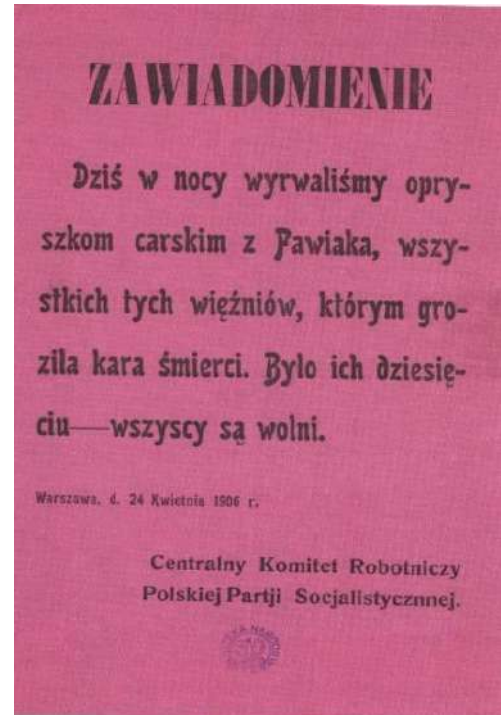 ZAWIADOMIENIE
Dziś w nocy wyrwaliśmy opry-
szkom carskim z Pawiaka, wszy-
stkich tych więźniów, którym gro-
ziła kara śmierci. Było ich dziesię-
ciu—wszyscy są wolni.
Warszawa, d. 24 Kwietnia 1906 r.
Centralny Komitet Robotniczy
Polskiej Partji Socjalistycznnej.